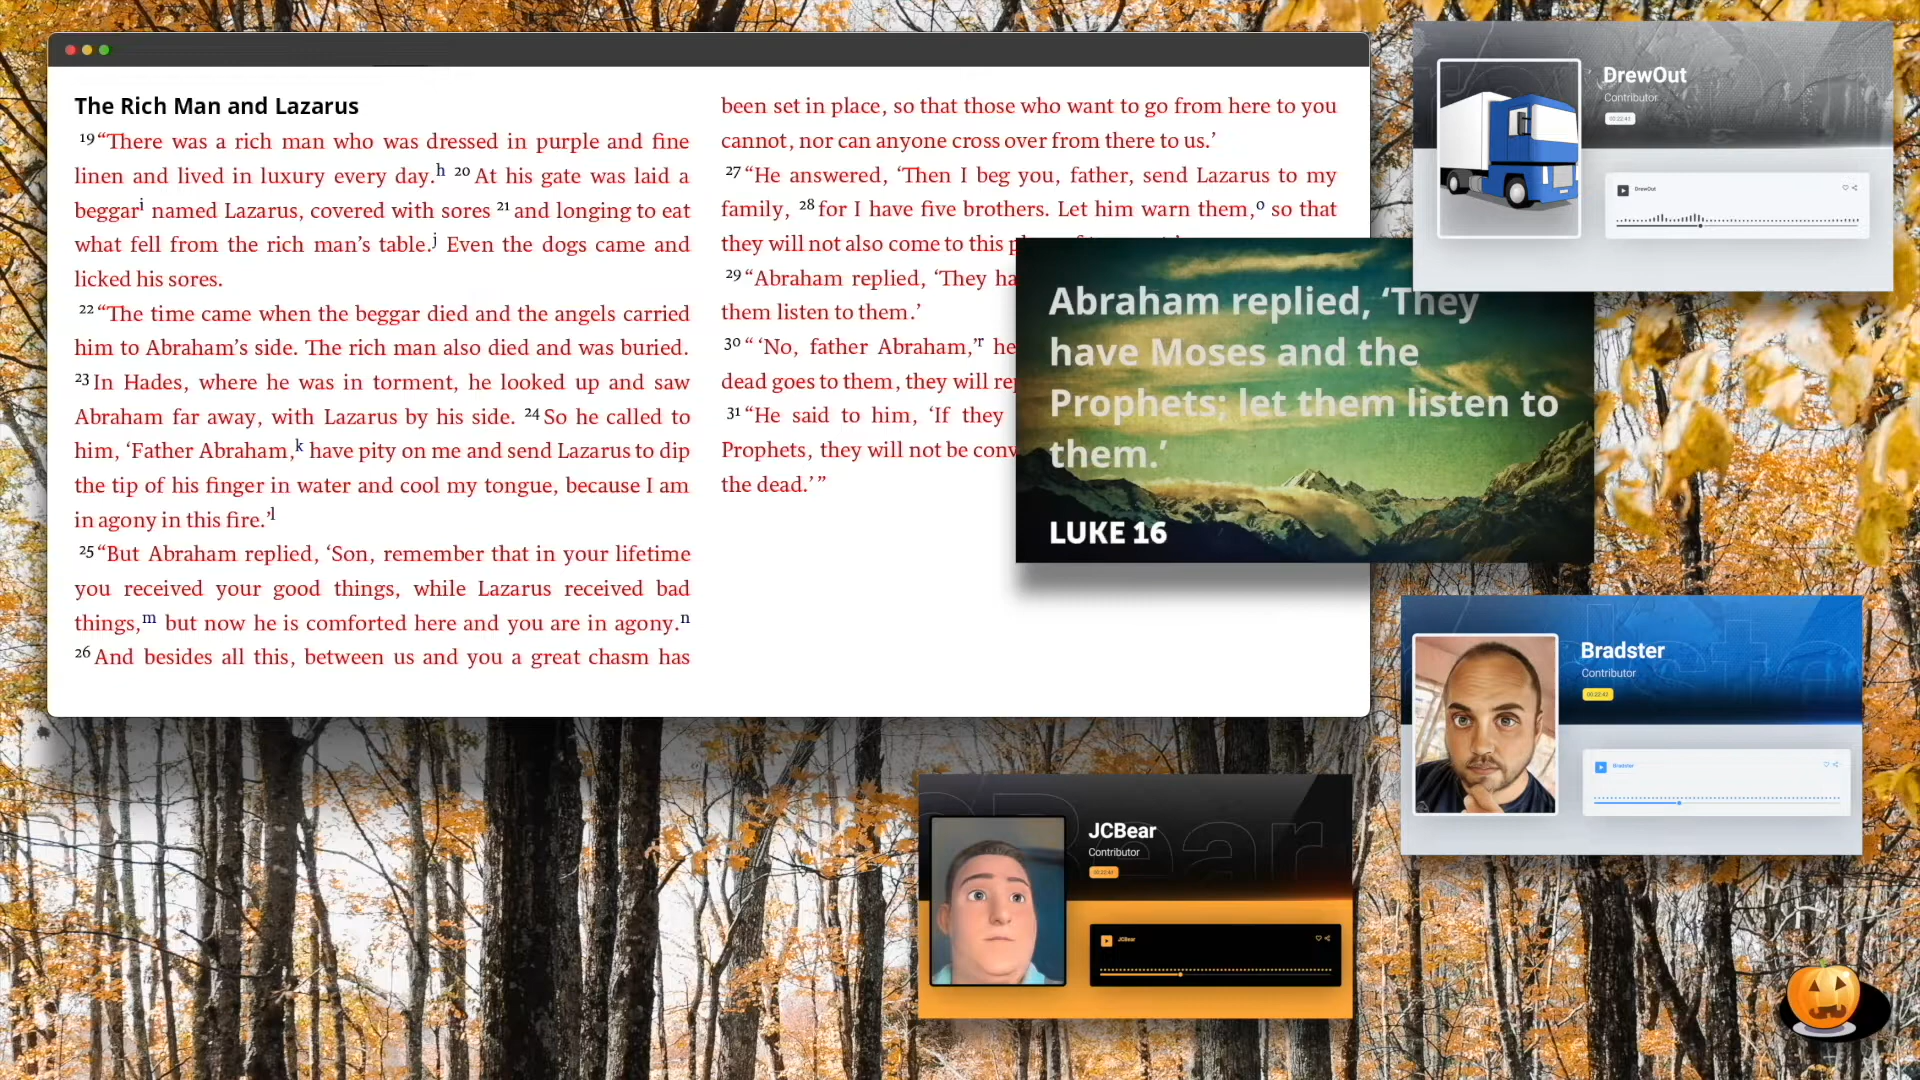 The Rich Man and Lazarus
19 “There was a rich man who was dressed in purple and fine
linen and lived in luxury every day.h 20 At his gate was laid a
beggari named Lazarus, covered with sores 21 and longing to eat
what fell from the rich man’s table.j Even the dogs came and
licked his sores.
22 “The time came when the beggar died and the angels carried
him to Abraham’s side. The rich man also died and was buried.
23 In Hades, where he was in torment, he looked up and saw
Abraham far away, with Lazarus by his side. 24 So he called to
him, ‘Father Abraham,k have pity on me and send Lazarus to dip
the tip of his finger in water and cool my tongue, because I am
in agony in this fire.’l
25 “But Abraham replied, ‘Son, remember that in your lifetime
you received your good things, while Lazarus received bad
things,m but now he is comforted here and you are in agony.n
26 And besides all this, between us and you a great chasm has
been set in place, so that those who want to go from here to you
cannot, nor can anyone cross over from there to us.’
27 “He answered, ‘Then I beg you, father, send Lazarus to my
family, 28 for I have five brothers. Let him warn them,o so that
they will not also come to this
29 “Abraham replied, ‘They ha
them listen to them.’
30 “ ‘No, father Abraham,’r he
dead goes to them, they will rep
31 “He said to him, ‘If they
Prophets, they will not be conv
the dead.’ ”
Abraham replied, ‘They
have Moses and the
Prophets; let them listen to
them.’
LUKE 16
DrewOut
Contributor
00:22:43
DrewOut
Bradster
Contributor
00:22:43
Bradster
JCBear
Contributor
00:22:43
JCBear